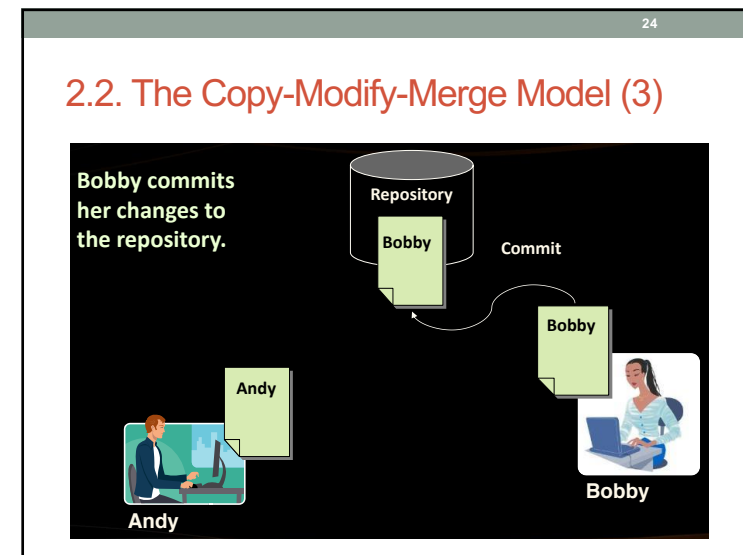 24
2.2. The Copy-Modify-Merge Model (3)
Bobby commits
her changes to
the repository.
Repository
Bobby
Commit
Bobby
Andy
Bobby
Andy